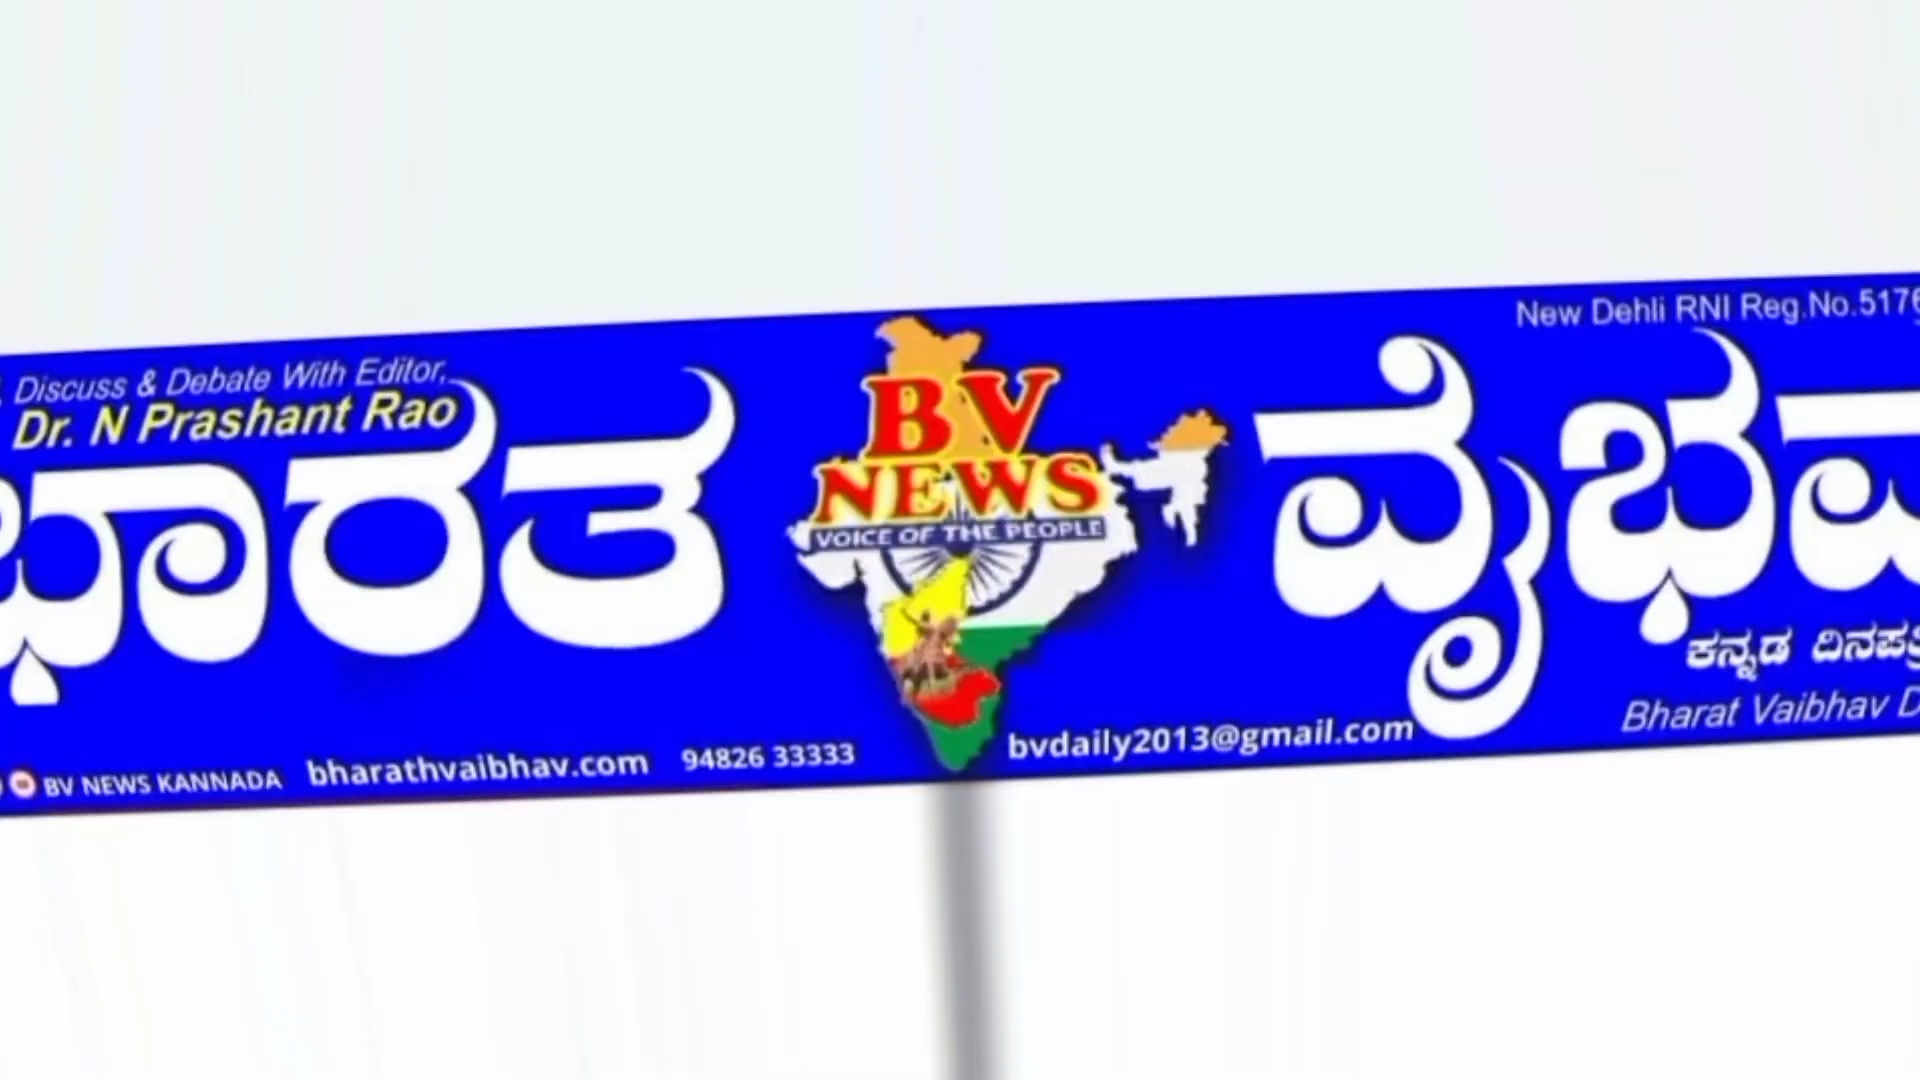 Discuss & Debate With Editor,
Dr. N Prashant Rao
New Dehli RNI Reg.No.5176
ಭಾರತ
BV
NEWS
VOICE OF THE PEOPLE
ವೈಭವ
ಕನ್ನಡ ದಿನಪತ್ರಿ
Bharat Vaibhav D
BV NEWS KANNADA
bharathvaibhav.com
94826 33333
bvdaily2013@gmail.com